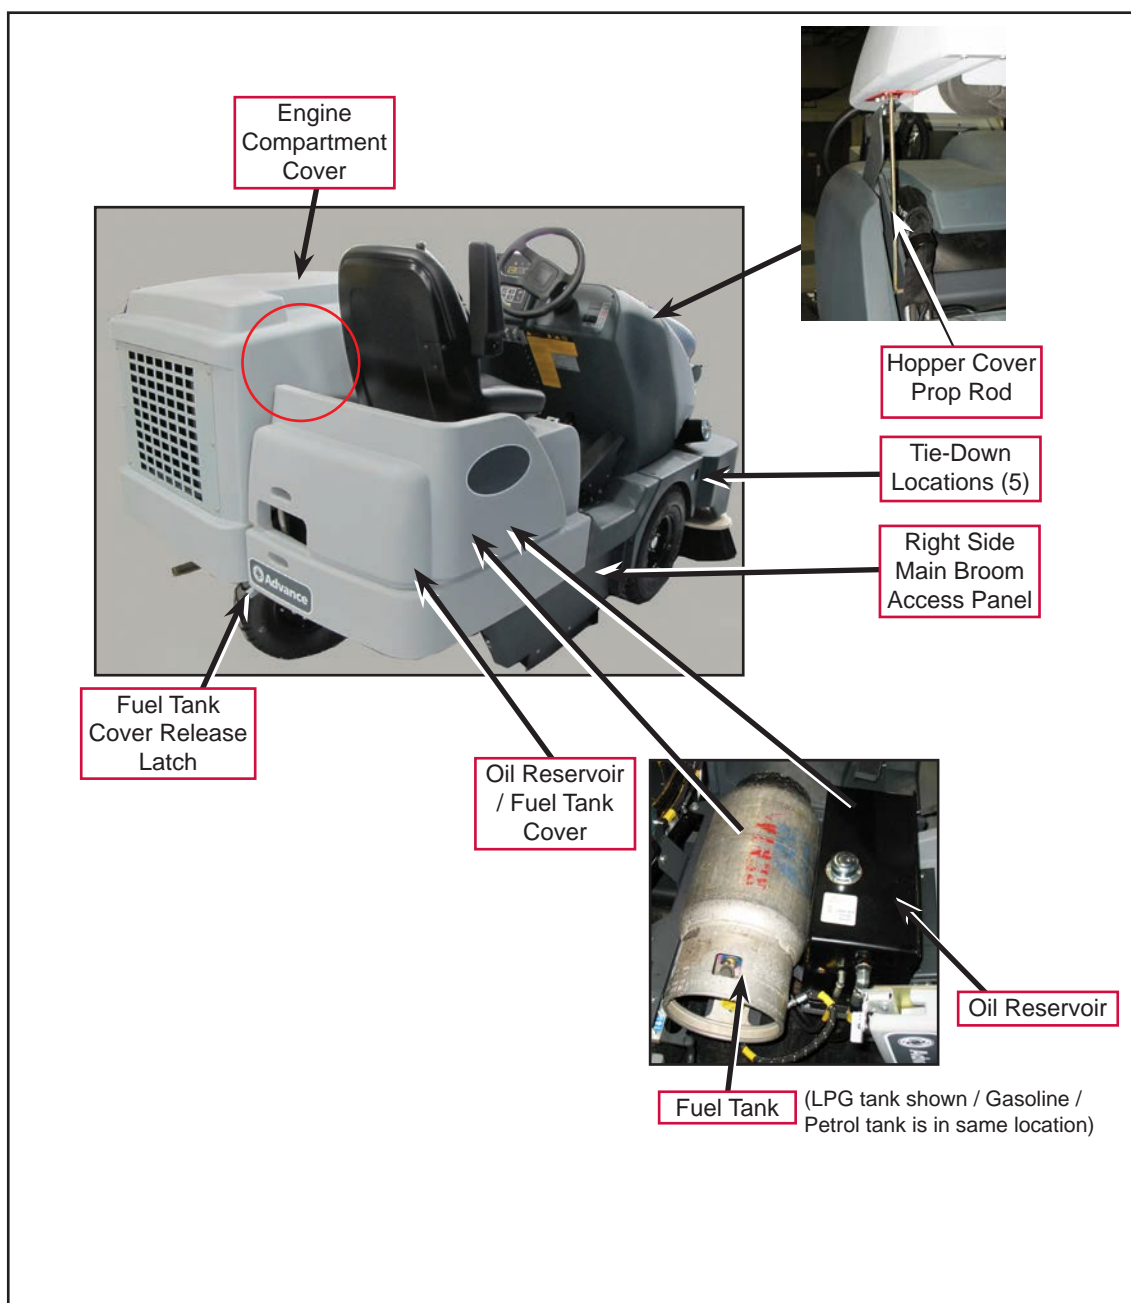 Engine
Compartment
Cover
Hopper Cover
Prop Rod
Tie-Down
Locations (5)
Right Side
Main Broom
Access Panel
Advance
Fuel Tank
Cover Release
Latch
Oil Reservoir
/ Fuel Tank
Cover
Oil Reservoir
Fuel Tank
(LPG tank shown / Gasoline /
Petrol tank is in same location)